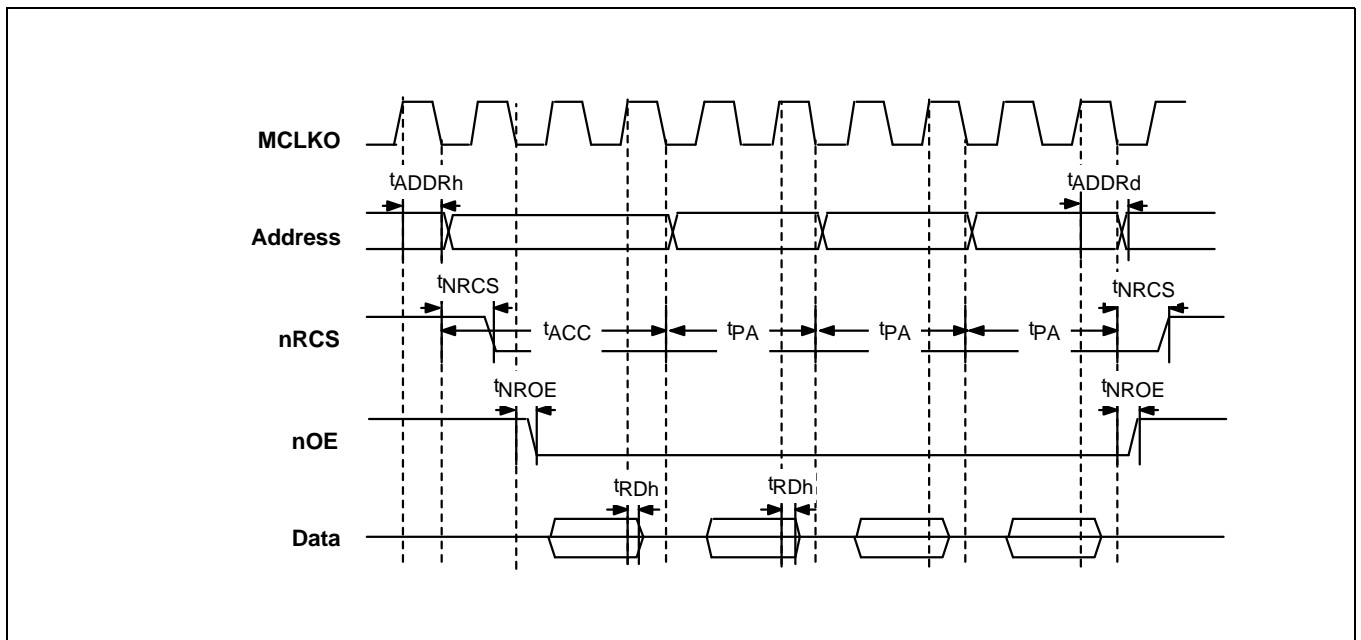 MCLKO
tADDRh
tADDRd
Address
tNRCS
tNRCS
nRCS
tACC
tPA
tPA
tPA
tNROE
tNROE
nOE
tRDh
tRDh
Data